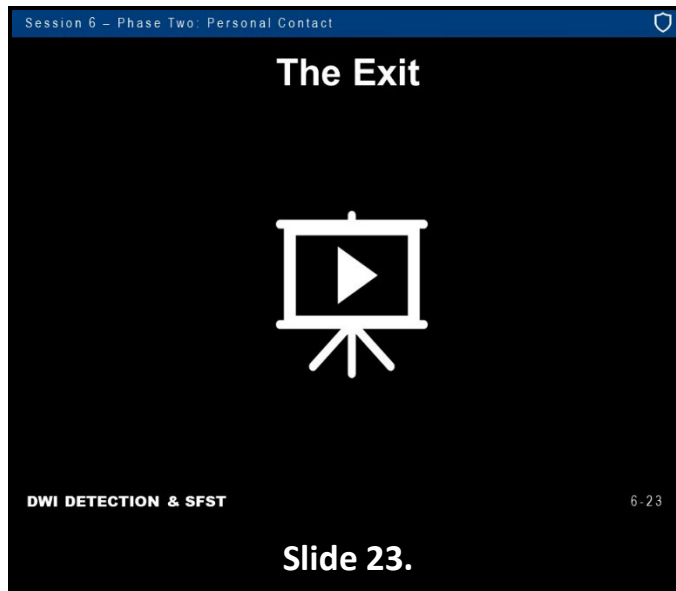 Session 6 – Phase Two: Personal Contact
The Exit
DWI DETECTION & SFST
6-23
Slide 23.